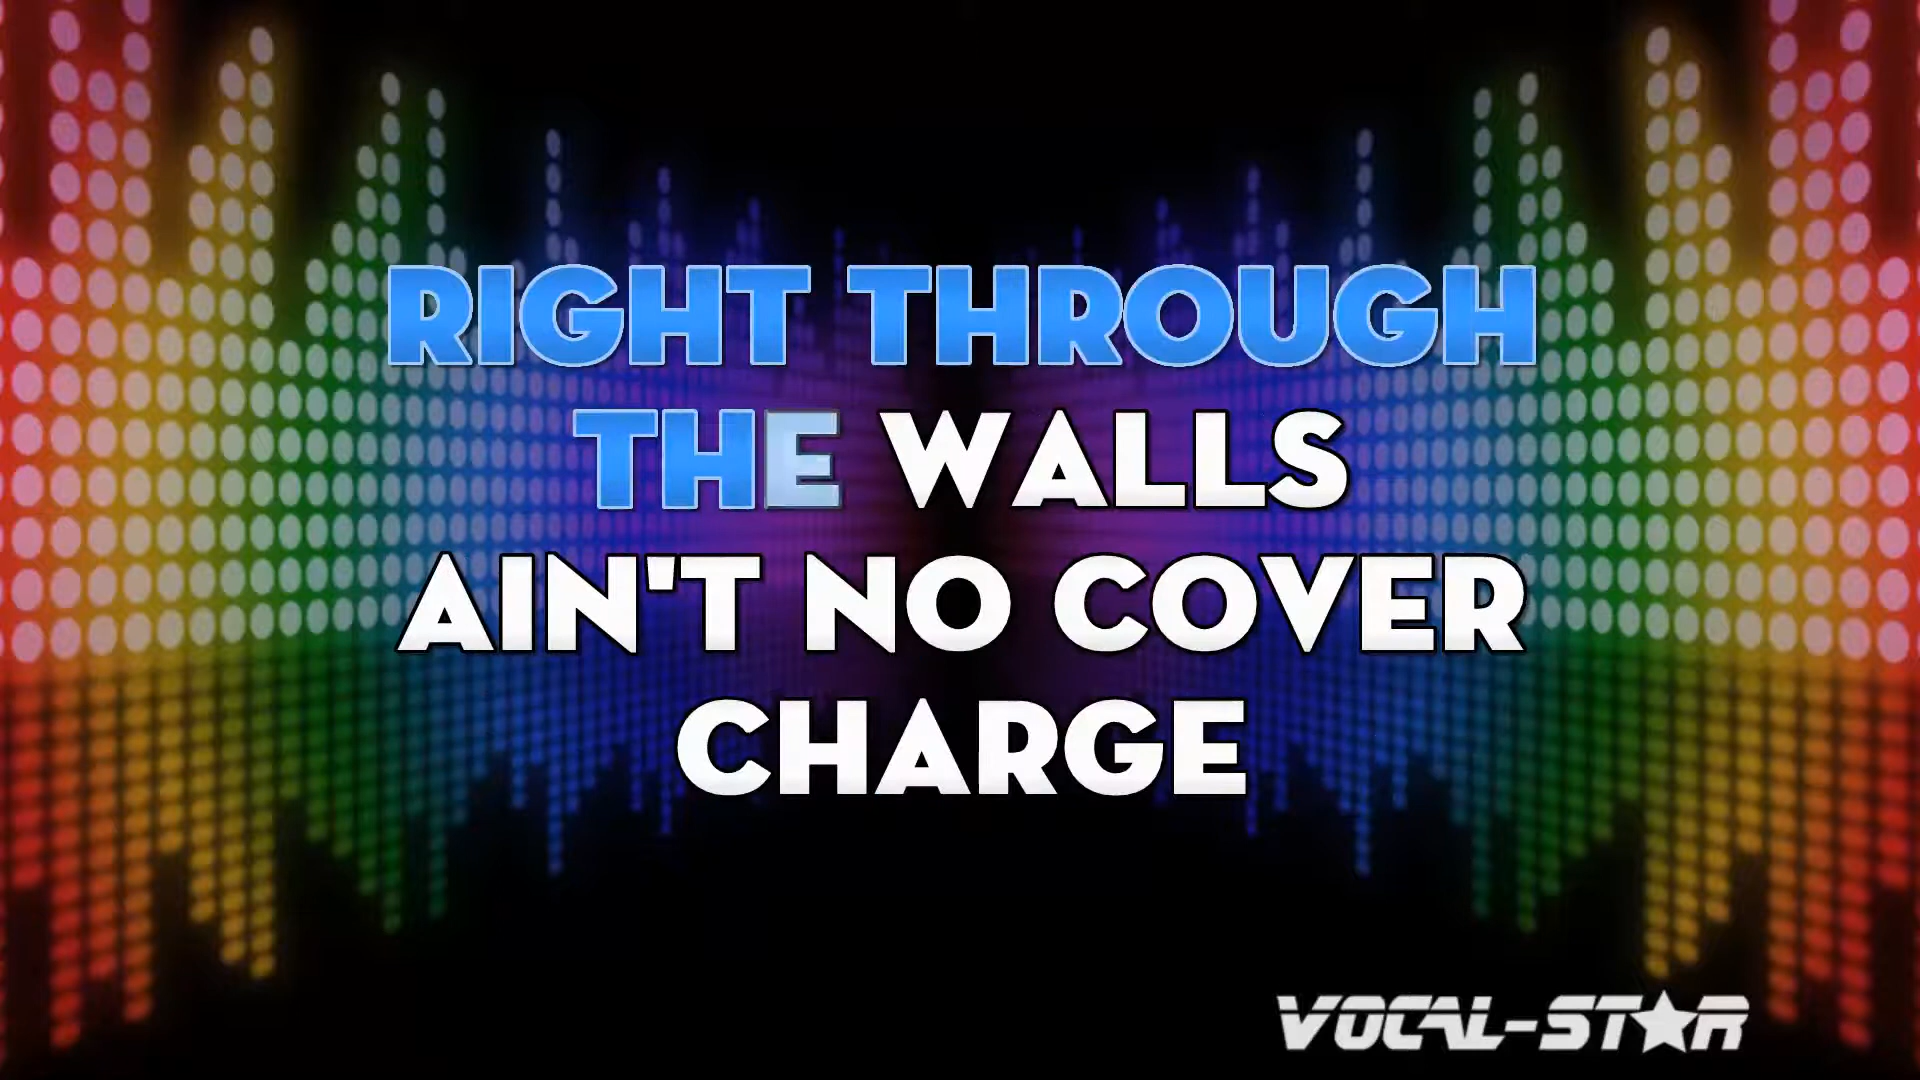 RIGHT THROUGH
THE WALLS
AIN'T NO COVER
CHARGE
VOCAL-STAR